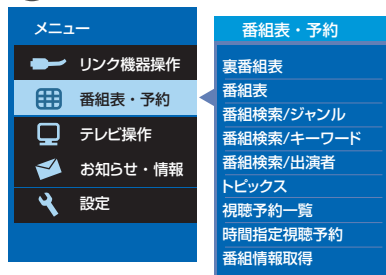 メニュー
リンク機器操作
番組表・予約
テレビ操作
お知らせ・情報
設定
番組表・予約
裏番組表
番組表
番組検索/ジャンル
番組検索/キーワード
番組検索/出演者
トピックス
視聴予約一覧
時間指定視聴予約
番組情報取得